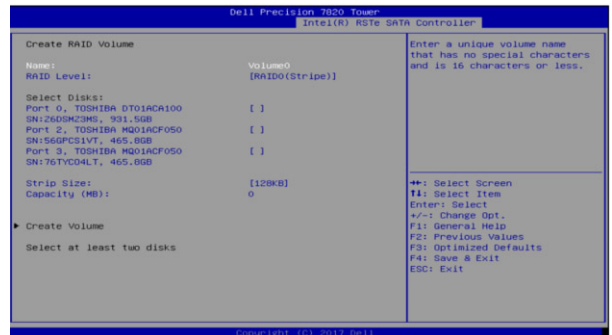 Dell Precision 7820 Tower
Intel(R) RSTe SATA Controller
Create RAID Volume
Name: Volume0
RAID Level: [RAID0(Stripe)]
Select Disks:
Port 0, TOSHIBA DT01ACA100 [ ]
SN:Z6DSMZ3MS, 931.5GB
Port 2, TOSHIBA MQ01ACF050 [ ]
SN:56GPCS1VT, 465.8GB
Port 3, TOSHIBA MQ01ACF050 [ ]
SN:76TYCO4LT, 465.8GB
Strip Size: [128KB]
Capacity (MB): 0
Create Volume
Select at least two disks
Enter a unique volume name
that has no special characters
and is 16 characters or less.
→←: Select Screen
↑↓: Select Item
Enter: Select
+/-: Change Opt.
F1: General Help
F2: Previous Values
F3: Optimized Defaults
F4: Save & Exit
ESC: Exit
Copyright (C) 2017 Dell